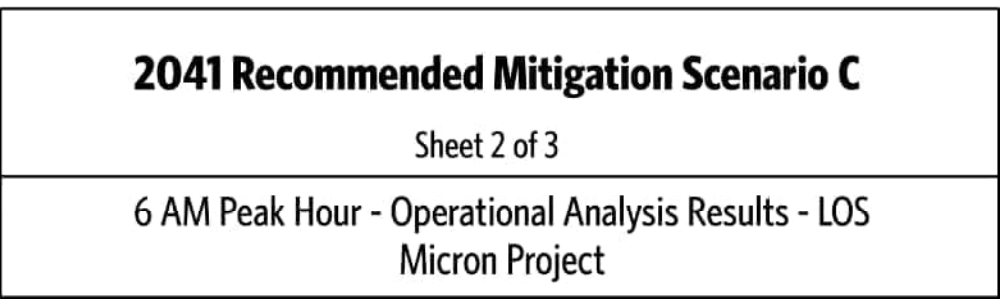 2041 Recommended Mitigation Scenario C
Sheet 2 of 3
6 AM Peak Hour - Operational Analysis Results - LOS
Micron Project